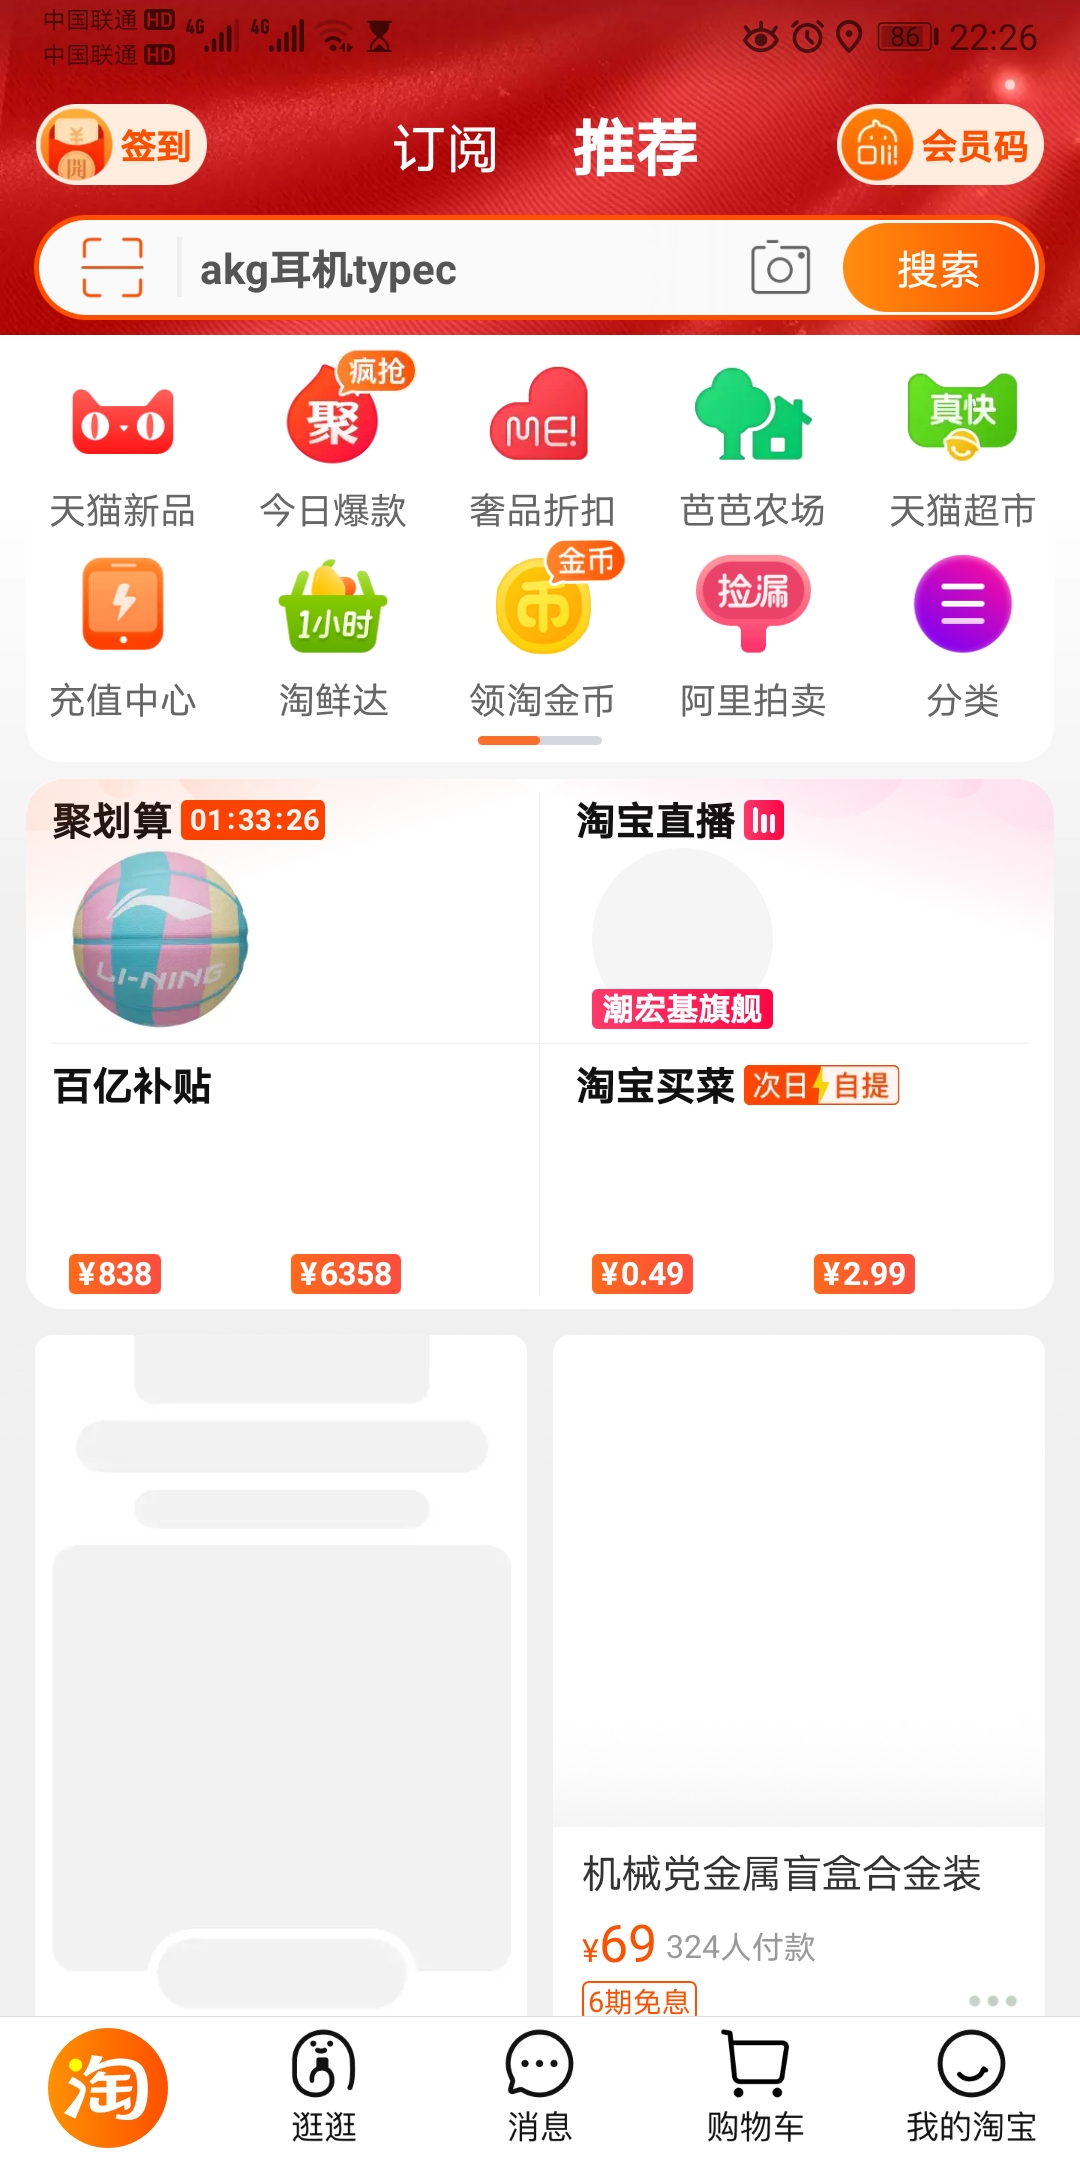 中国联通 HD 4G 4G 86 22:26
中国联通 HD
開 签到 订阅 推荐 会员码
akg耳机typec 搜索
疯抢
聚 ME! 真快
天猫新品 今日爆款 奢品折扣 芭芭农场 天猫超市
金币
1小时 币 捡漏
充值中心 淘鲜达 领淘金币 阿里拍卖 分类
聚划算 01:33:26 淘宝直播
LI-NING
潮宏基旗舰
百亿补贴 淘宝买菜 次日 自提
¥838 ¥6358 ¥0.49 ¥2.99
机械党金属盲盒合金装
¥69 324人付款
6期免息
淘 逛逛 消息 购物车 我的淘宝